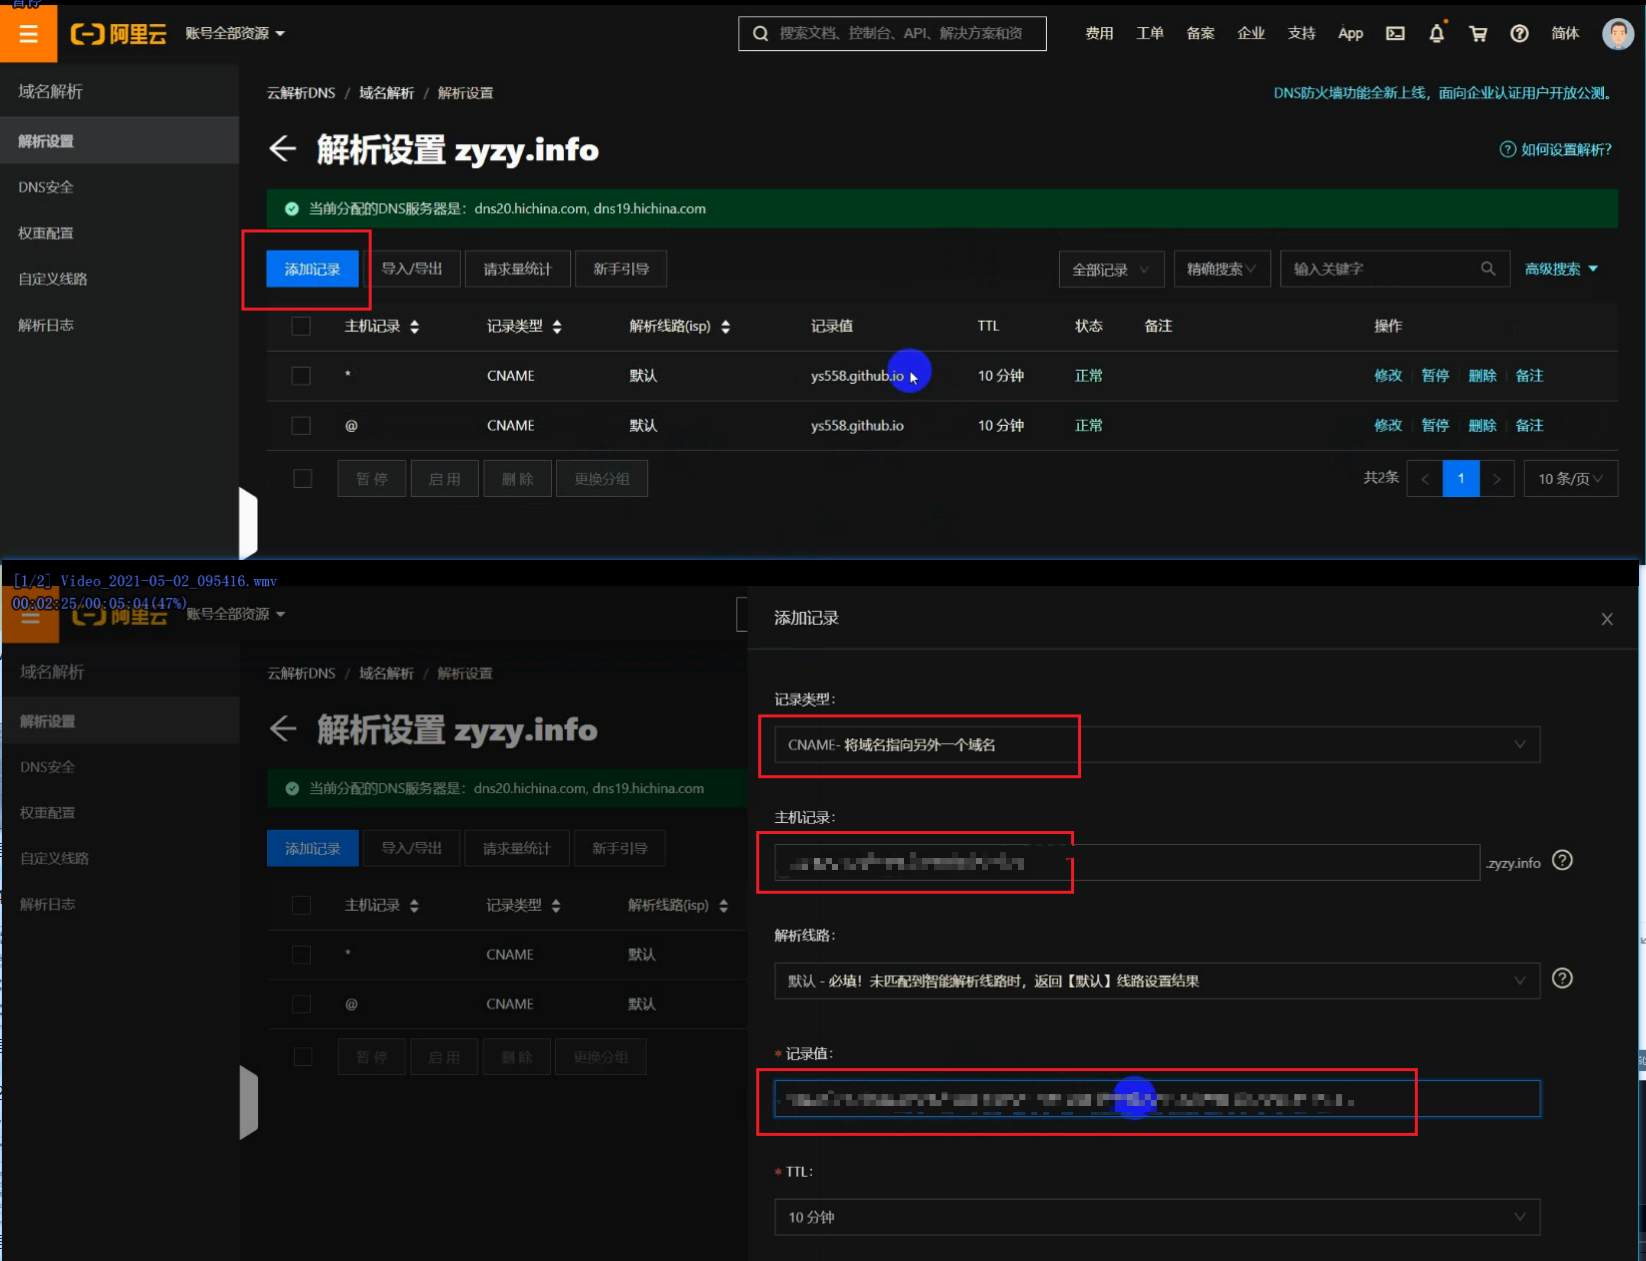 暂停
阿里云 账号全部资源
搜索文档、控制台、API、解决方案和资
费用 工单 备案 企业 支持 App 简体
域名解析
解析设置
DNS安全
权重配置
自定义线路
解析日志
云解析DNS / 域名解析 / 解析设置
DNS防火墙功能全新上线，面向企业认证用户开放公测。
解析设置 zyzy.info
如何设置解析?
当前分配的DNS服务器是：dns20.hichina.com, dns19.hichina.com
添加记录 导入/导出 请求量统计 新手引导
全部记录 精确搜索 输入关键字 高级搜索
主机记录 记录类型 解析线路(isp) 记录值 TTL 状态 备注 操作
* CNAME 默认 ys558.github.io 10 分钟 正常 修改 暂停 删除 备注
@ CNAME 默认 ys558.github.io 10 分钟 正常 修改 暂停 删除 备注
暂 停 启 用 删 除 更换分组
共2条 < 1 > 10 条/页
[1/2] Video_2021-05-02_095416.wmv
00:02:25/00:05:04(47%)
阿里云 账号全部资源
域名解析
解析设置
DNS安全
权重配置
自定义线路
解析日志
云解析DNS / 域名解析 / 解析设置
解析设置 zyzy.info
当前分配的DNS服务器是：dns20.hichina.com, dns19.hichina.com
添加记录 导入/导出 请求量统计 新手引导
主机记录 记录类型 解析线路(isp)
* CNAME 默认
@ CNAME 默认
暂 停 启 用 删 除 更换分组
添加记录
记录类型：
CNAME- 将域名指向另外一个域名
主机记录：
.zyzy.info
解析线路：
默认 - 必填！未匹配到智能解析线路时，返回【默认】线路设置结果
* 记录值：
* TTL：
10 分钟